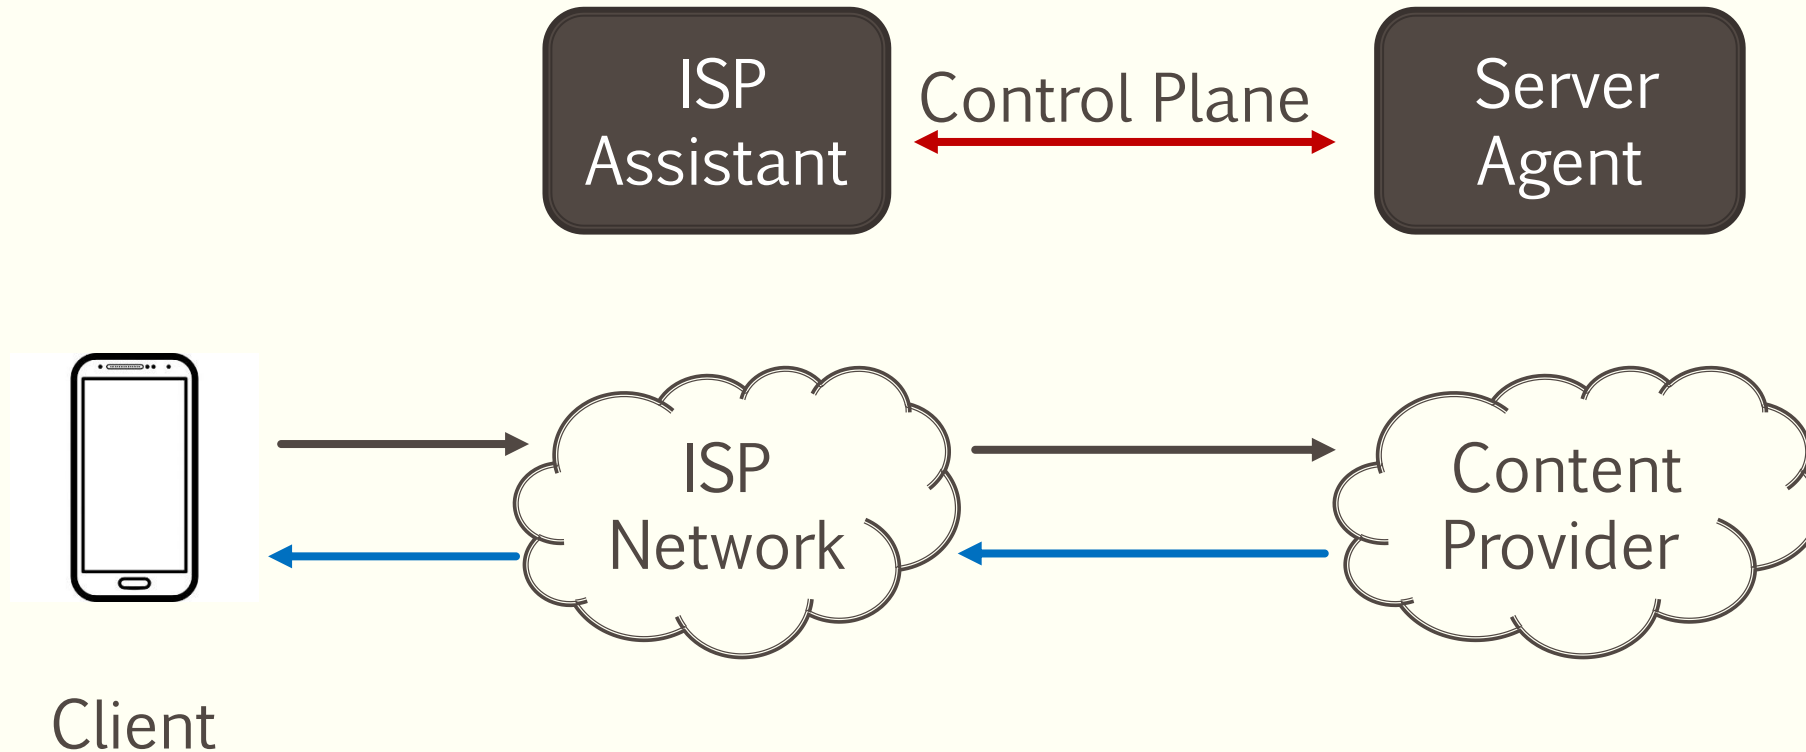 ISP
Assistant
Control Plane
Server
Agent
ISP
Network
Content
Provider
Client